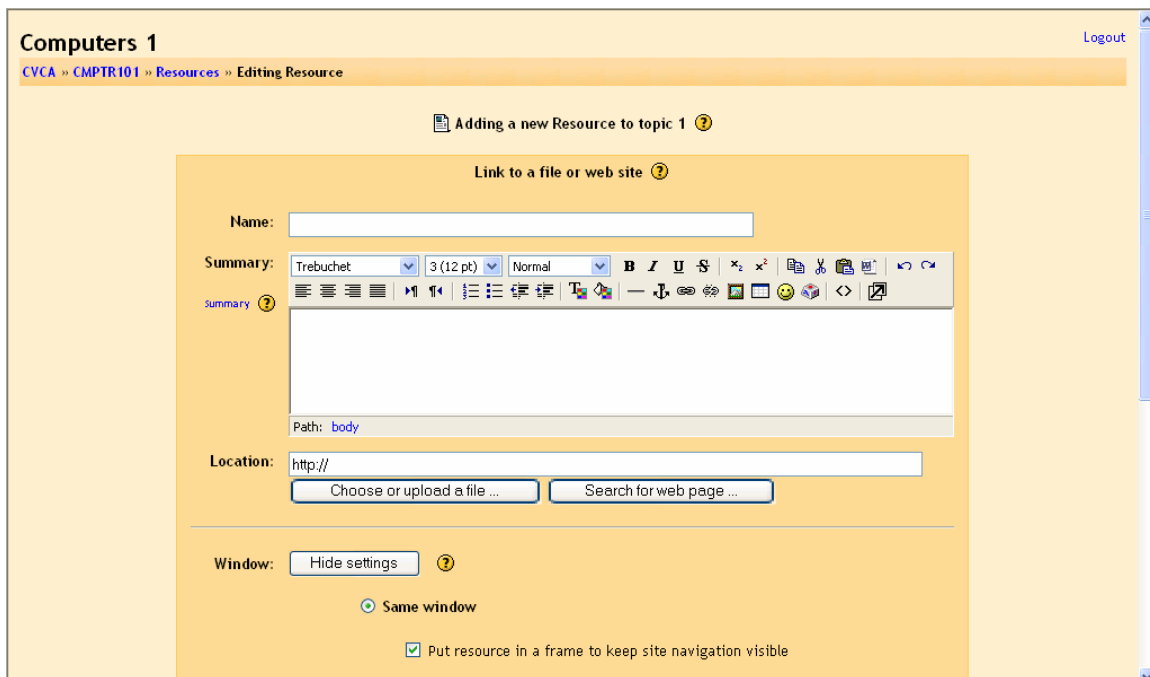 Computers 1
Logout
CVCA » CMPTR101 » Resources » Editing Resource
Adding a new Resource to topic 1 ?
Link to a file or web site ?
Name:
Summary:
Trebuchet 3 (12 pt) Normal B I U S x₂ x²
Summary ?
Path: body
Location: http://
Choose or upload a file ... Search for web page ...
Window: Hide settings ?
Same window
Put resource in a frame to keep site navigation visible